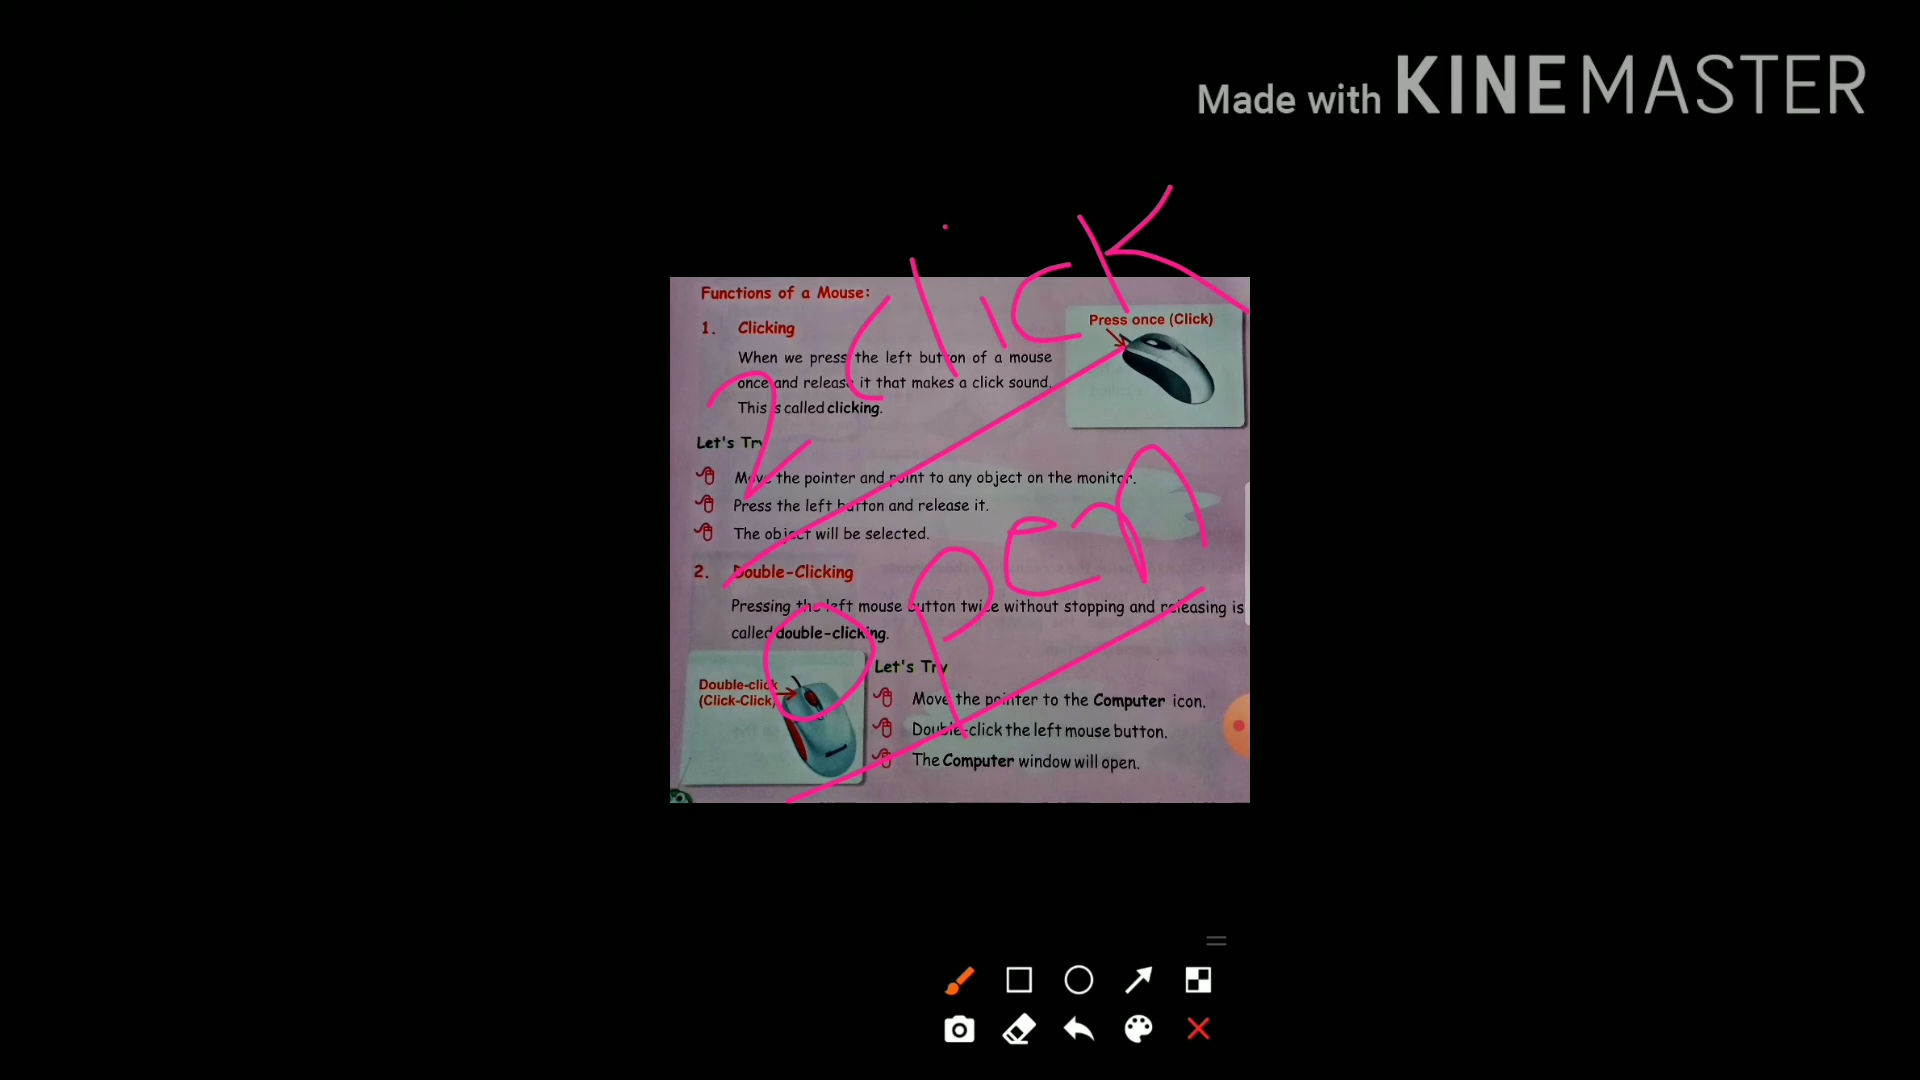 Made with KINEMASTER
2 click
Functions of a Mouse:
1. Clicking
Press once (Click)
When we press the left button of a mouse
once and release it that makes a click sound.
This is called clicking.
Let's Try
Move the pointer and point to any object on the monitor.
Press the left button and release it.
The object will be selected.
open
2. Double-Clicking
Pressing the left mouse button twice without stopping and releasing is
called double-clicking.
Double-click
(Click-Click)
Let's Try
Move the pointer to the Computer icon.
Double-click the left mouse button.
The Computer window will open.